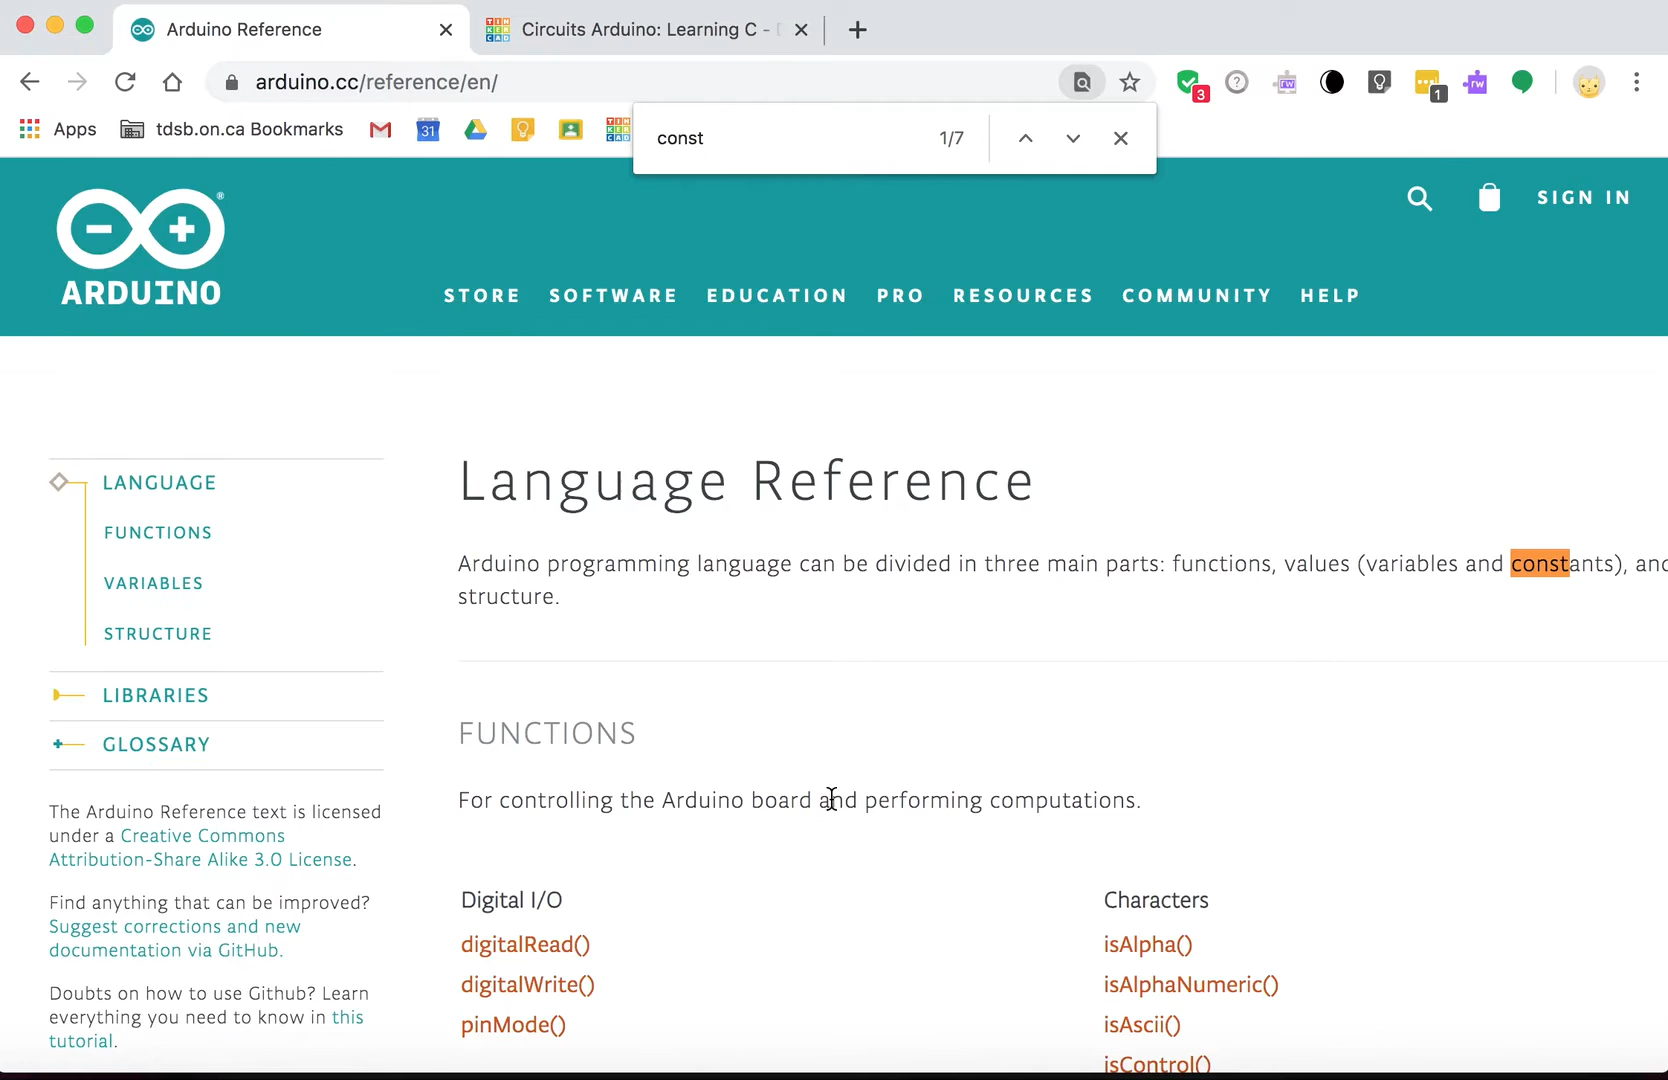 Arduino Reference
Circuits Arduino: Learning C -
arduino.cc/reference/en/
3
rw
1
rw
Apps
tdsb.on.ca Bookmarks
31
TIN
KER
CAD
const
1/7
ARDUINO
SIGN IN
STORE SOFTWARE EDUCATION PRO RESOURCES COMMUNITY HELP
LANGUAGE
FUNCTIONS
VARIABLES
STRUCTURE
LIBRARIES
GLOSSARY
The Arduino Reference text is licensed
under a Creative Commons
Attribution-Share Alike 3.0 License.
Find anything that can be improved?
Suggest corrections and new
documentation via GitHub.
Doubts on how to use Github? Learn
everything you need to know in this
tutorial.
Language Reference
Arduino programming language can be divided in three main parts: functions, values (variables and constants), and
structure.
FUNCTIONS
For controlling the Arduino board and performing computations.
Digital I/O
digitalRead()
digitalWrite()
pinMode()
Characters
isAlpha()
isAlphaNumeric()
isAscii()
isControl()